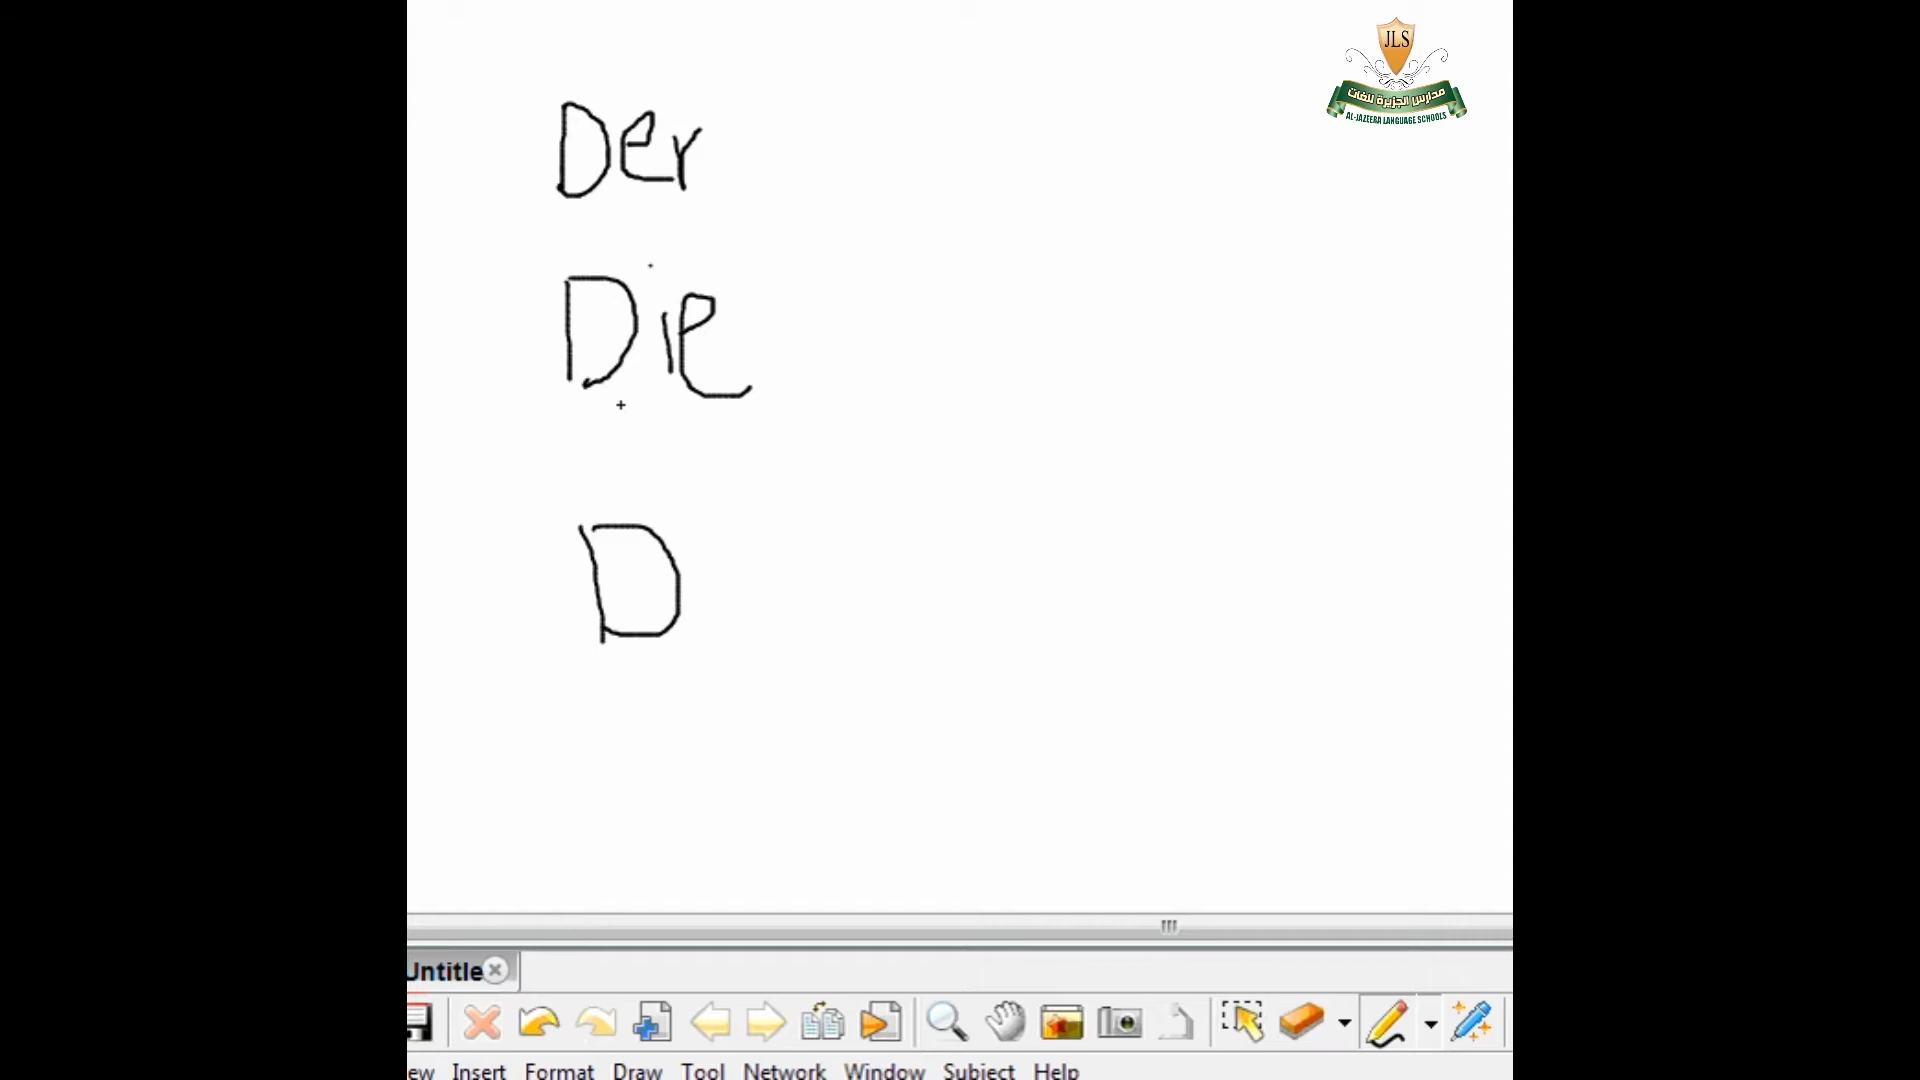 JLS
مدارس الجزيرة للغات
AL-JAZEERA LANGUAGE SCHOOLS
Der
Die
D
Untitle
ew Insert Format Draw Tool Network Window Subject Help